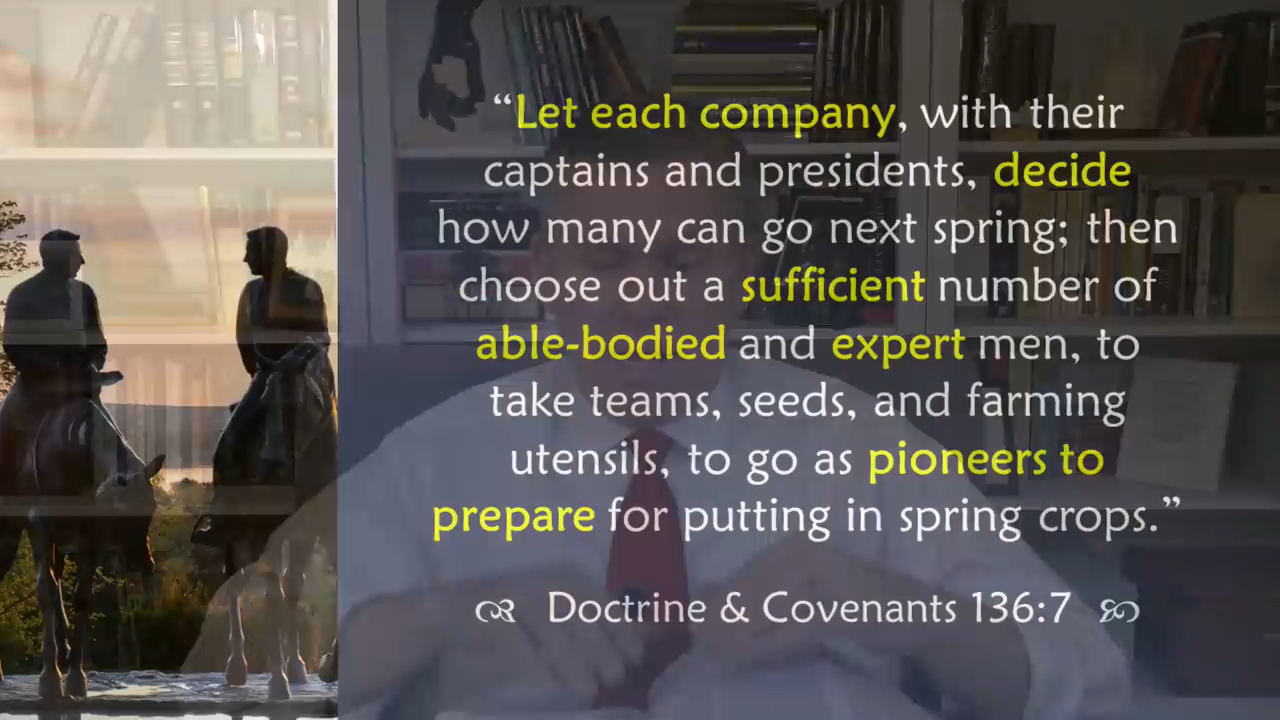 “Let each company, with their
captains and presidents, decide
how many can go next spring; then
choose out a sufficient number of
able-bodied and expert men, to
take teams, seeds, and farming
utensils, to go as pioneers to
prepare for putting in spring crops.”
Doctrine & Covenants 136:7